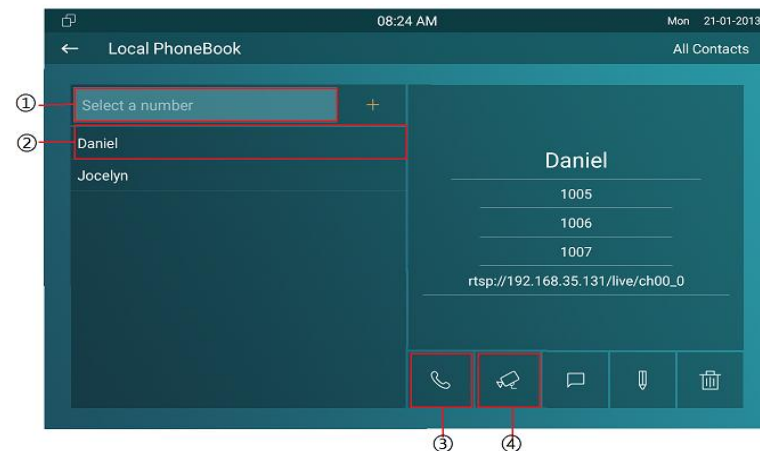 08:24 AM
Mon 21-01-2013
Local PhoneBook
All Contacts
① Select a number
② Daniel
Jocelyn
Daniel
1005
1006
1007
rtsp://192.168.35.131/live/ch00_0
③ ④